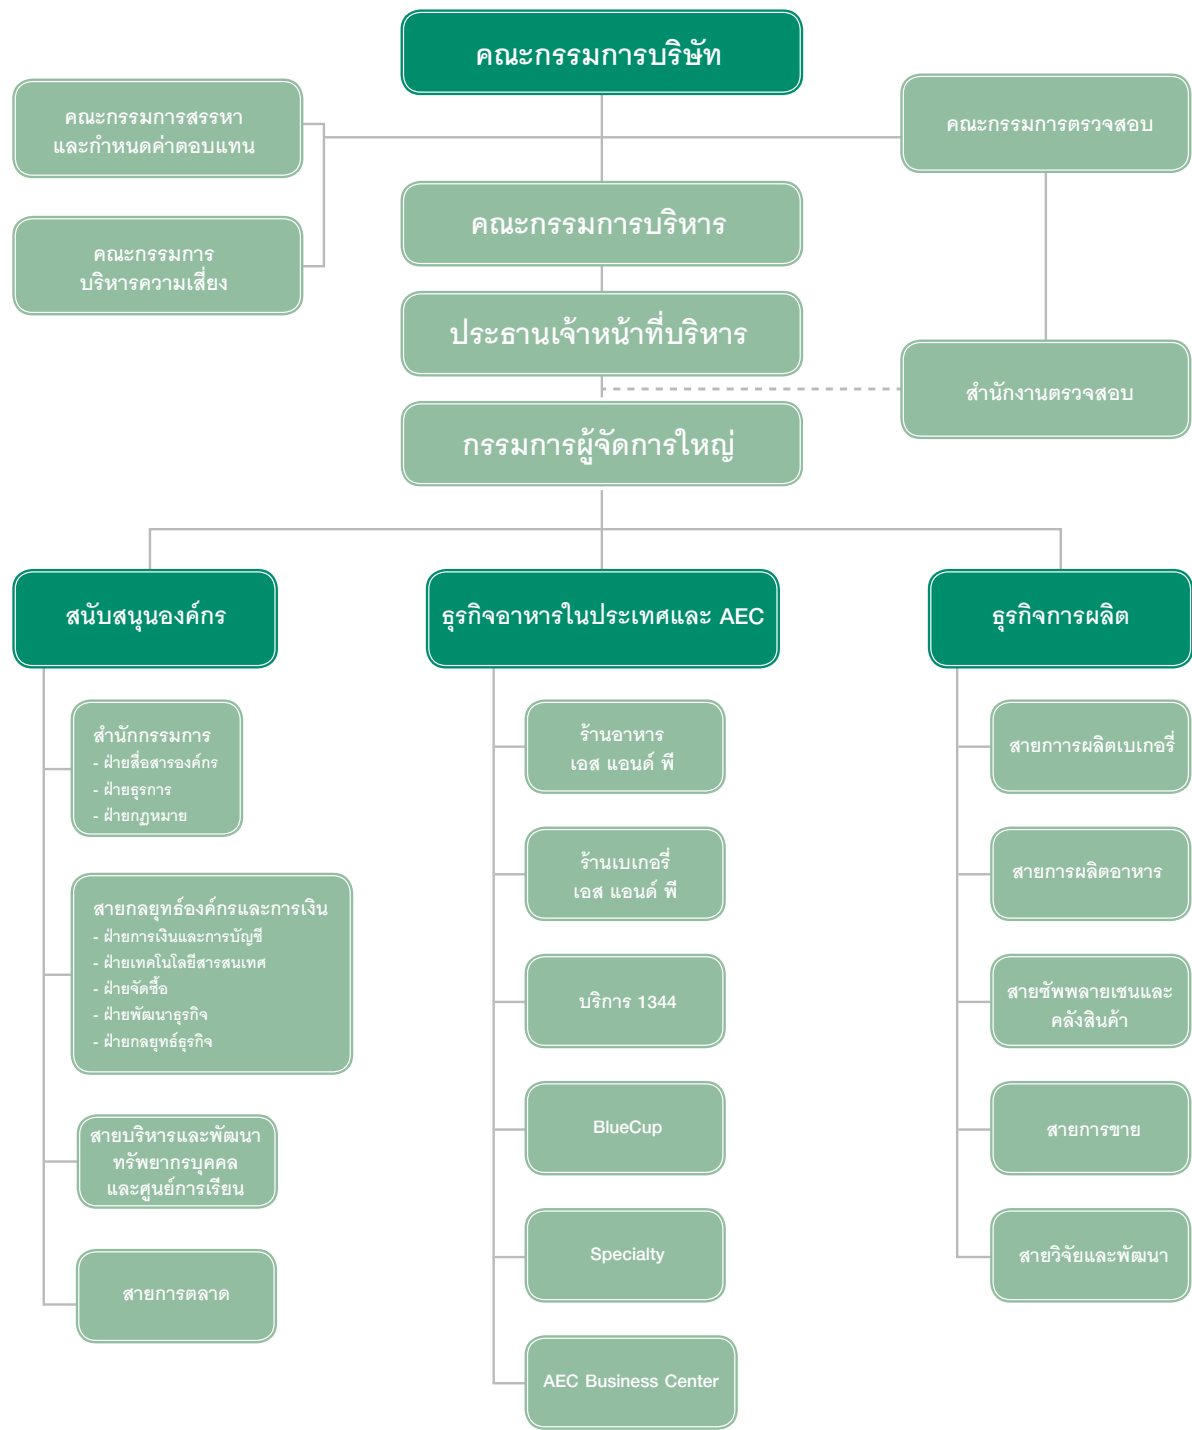 คณะกรรมการบริษัท
คณะกรรมการสรรหา
และกำหนดค่าตอบแทน
คณะกรรมการตรวจสอบ
คณะกรรมการบริหาร
คณะกรรมการ
บริหารความเสี่ยง
ประธานเจ้าหน้าที่บริหาร
สำนักงานตรวจสอบ
กรรมการผู้จัดการใหญ่
สนับสนุนองค์กร
สำนักกรรมการ
- ฝ่ายสื่อสารองค์กร
- ฝ่ายธุรการ
- ฝ่ายกฎหมาย
สายกลยุทธ์องค์กรและการเงิน
- ฝ่ายการเงินและการบัญชี
- ฝ่ายเทคโนโลยีสารสนเทศ
- ฝ่ายจัดซื้อ
- ฝ่ายพัฒนาธุรกิจ
- ฝ่ายกลยุทธ์ธุรกิจ
สายบริหารและพัฒนา
ทรัพยากรบุคคล
และศูนย์การเรียน
สายการตลาด
ธุรกิจอาหารในประเทศและ AEC
ร้านอาหาร
เอส แอนด์ พี
ร้านเบเกอรี่
เอส แอนด์ พี
บริการ 1344
BlueCup
Specialty
AEC Business Center
ธุรกิจการผลิต
สายกาารผลิตเบเกอรี่
สายการผลิตอาหาร
สายซัพพลายเชนและ
คลังสินค้า
สายการขาย
สายวิจัยและพัฒนา